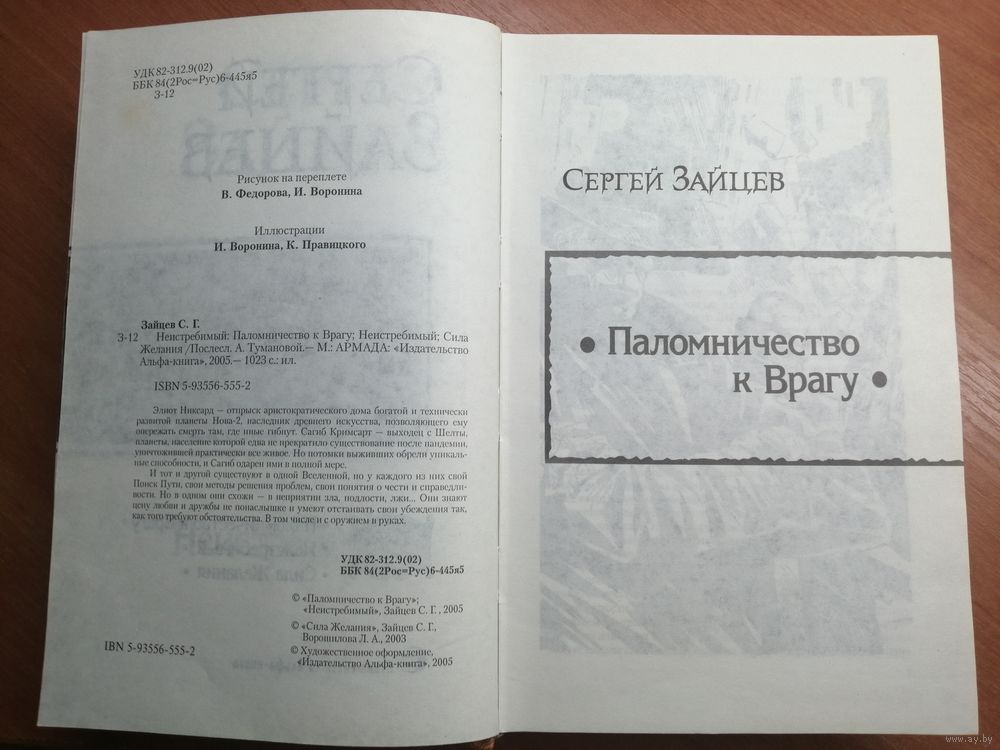 УДК 82-312.9(02)
ББК 84(2Рос=Рус)6-445я5
З-12
Рисунок на переплете
В. Федорова, И. Воронина
Иллюстрации
И. Воронина, К. Правицкого
Зайцев С. Г.
З-12 Неистребимый: Паломничество к Врагу; Неистребимый; Сила
Желания /Послесл. А. Тумановой.— М.: АРМАДА: «Издательство
Альфа-книга», 2005.— 1023 с.: ил.
ISBN 5-93556-555-2
Элиот Никсард — отпрыск аристократического дома богатой и технически
развитой планеты Нова-2, наследник древнего искусства, позволяющего ему
опережать смерть там, где иные гибнут. Сагиб Кримсарт — выходец с Шелты,
планеты, население которой едва не прекратило существование после пандемии,
уничтожившей практически все живое. Но потомки выживших обрели уникаль-
ные способности, и Сагиб одарен ими в полной мере.
И тот и другой существуют в одной Вселенной, но у каждого из них свой
Поиск Пути, свои методы решения проблем, свои понятия о чести и справедли-
вости. Но в одном они схожи — в неприятии зла, подлости, лжи... Они знают
цену любви и дружбы не понаслышке и умеют отстаивать свои убеждения так,
как того требуют обстоятельства. В том числе и с оружием в руках.
УДК 82-312.9(02)
ББК 84(2Рос=Рус)6-445я5
© «Паломничество к Врагу»;
«Неистребимый», Зайцев С. Г., 2005
© «Сила Желания», Зайцев С. Г.,
Ворошилова Л. А., 2003
© Художественное оформление,
«Издательство Альфа-книга», 2005
IBN 5-93556-555-2
СЕРГЕЙ ЗАЙЦЕВ
• Паломничество
к Врагу •
www.ay.by